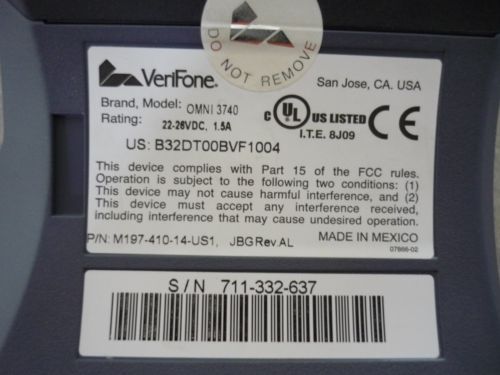 DO NOT REMOVE
VeriFone.
San Jose, CA. USA
Brand, Model: OMNI 3740
Rating: 22-26VDC, 1.5A
C UL US LISTED
I.T.E. 8J09
CE
US: B32DT00BVF1004
This device complies with Part 15 of the FCC rules.
Operation is subject to the following two conditions: (1)
This device may not cause harmful interference, and (2)
This device must accept any interference received,
including interference that may cause undesired operation.
P/N: M197-410-14-US1, JBG Rev.AL
MADE IN MEXICO
07866-02
S/N 711-332-637